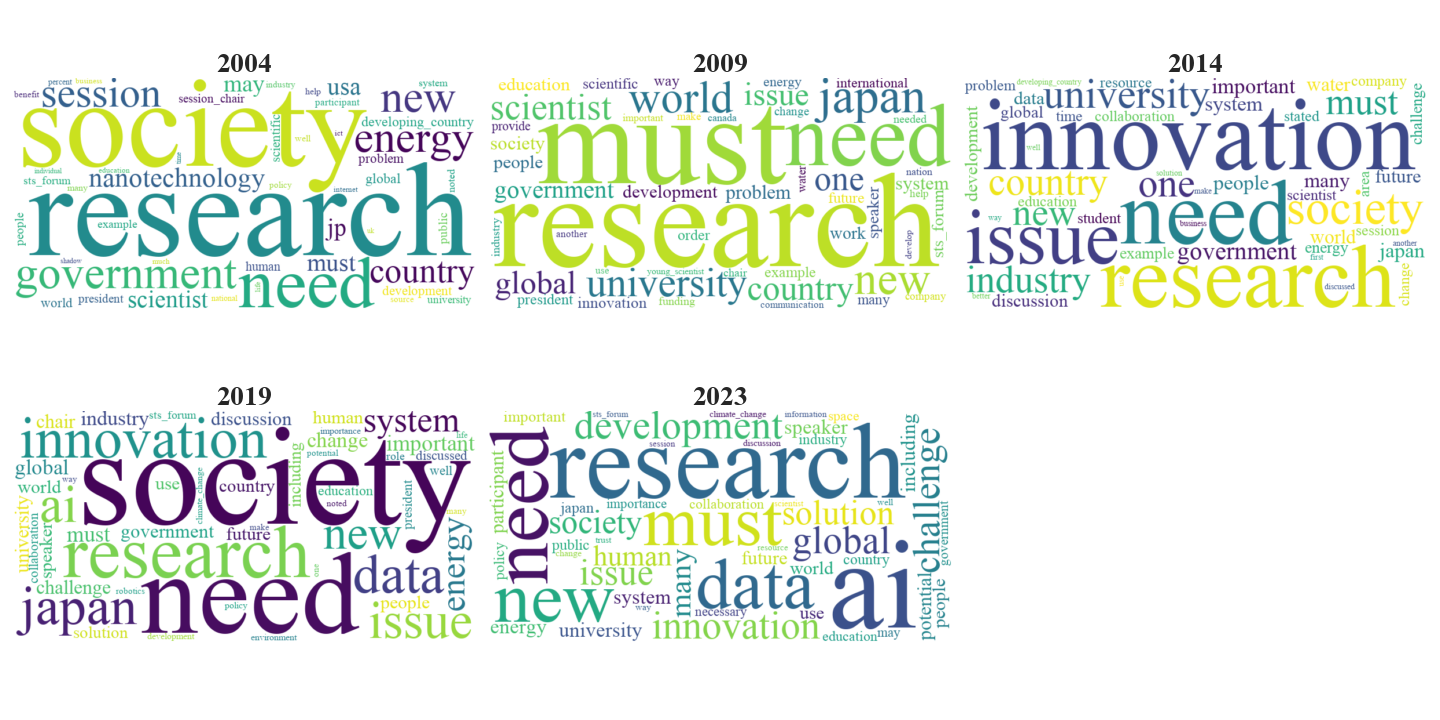 2004
percent business
benefit session may industry help usa system
session_chair participant new
society scientific well ict developing_country
energy
problem
individual education use
sts_forum nanotechnology policy global noted
many internet
people research example jp uk public
shadow much human must country
government life need
development
world president scientist national source university
2009
education scientific way energy international
scientist world issue japan
change
provide important make canada needed
society must need
people nation
government development problem water one system
future help
industry research speaker sts_forum
another order work develop
global use young_scientist chair example new
university country
president innovation funding communication many company
2014
problem developing_country resource important water company
data university system must
global time collaboration stated challenge
development innovation
well
country solution one people many area future
education make scientist
way new student need society
issue business world session
example government energy japan
industry first another
research discussed change
better discussion
2019
chair industry sts_forum discussion human system life
innovation importance change important
global potential role discussed
society including well
world way use country education
ai climate_change noted president many
university must government future make new
collaboration speaker research one data energy
challenge robotics people
japan need policy issue
solution development environment
2023
important sts_forum climate_change information space
development speaker
session discussion industry including
need research challenge
participant
japan importance collaboration research well
society must solution government
public trust resource global
policy change human future world country
issue many data ai potential people
new system way necessary use
energy university innovation education may